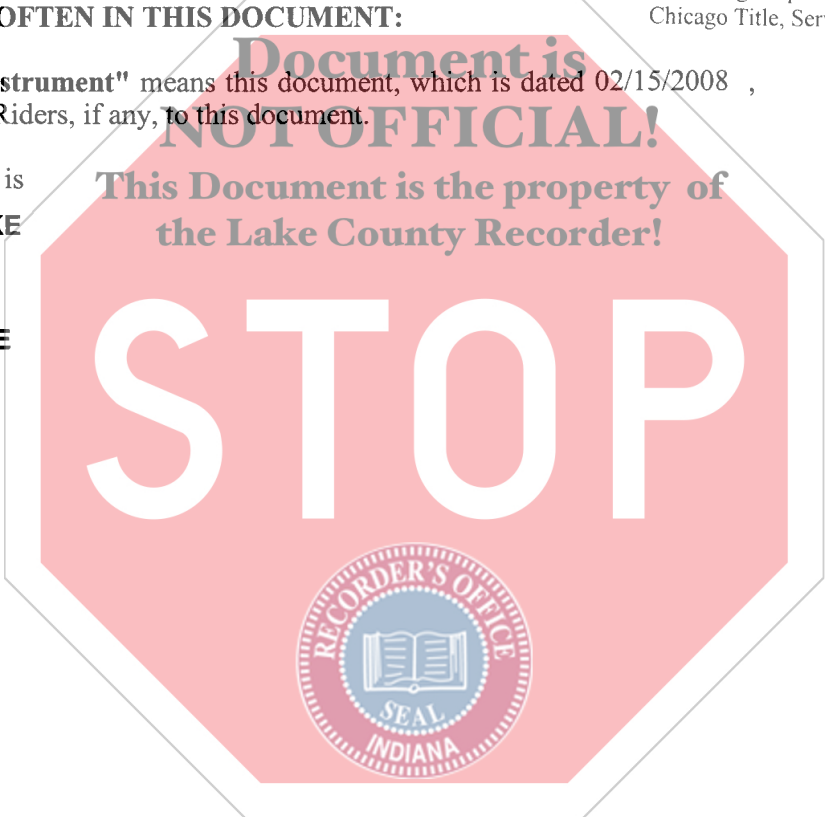 OFTEN IN THIS DOCUMENT:
Chicago Title, Ser
Document is
strument" means this document, which is dated 02/15/2008 ,
NOT OFFICIAL!
Riders, if any, to this document.
is
This Document is the property of
KE
the Lake County Recorder!
STOP
E
RECORDER'S OFFICE
SEAL
INDIANA